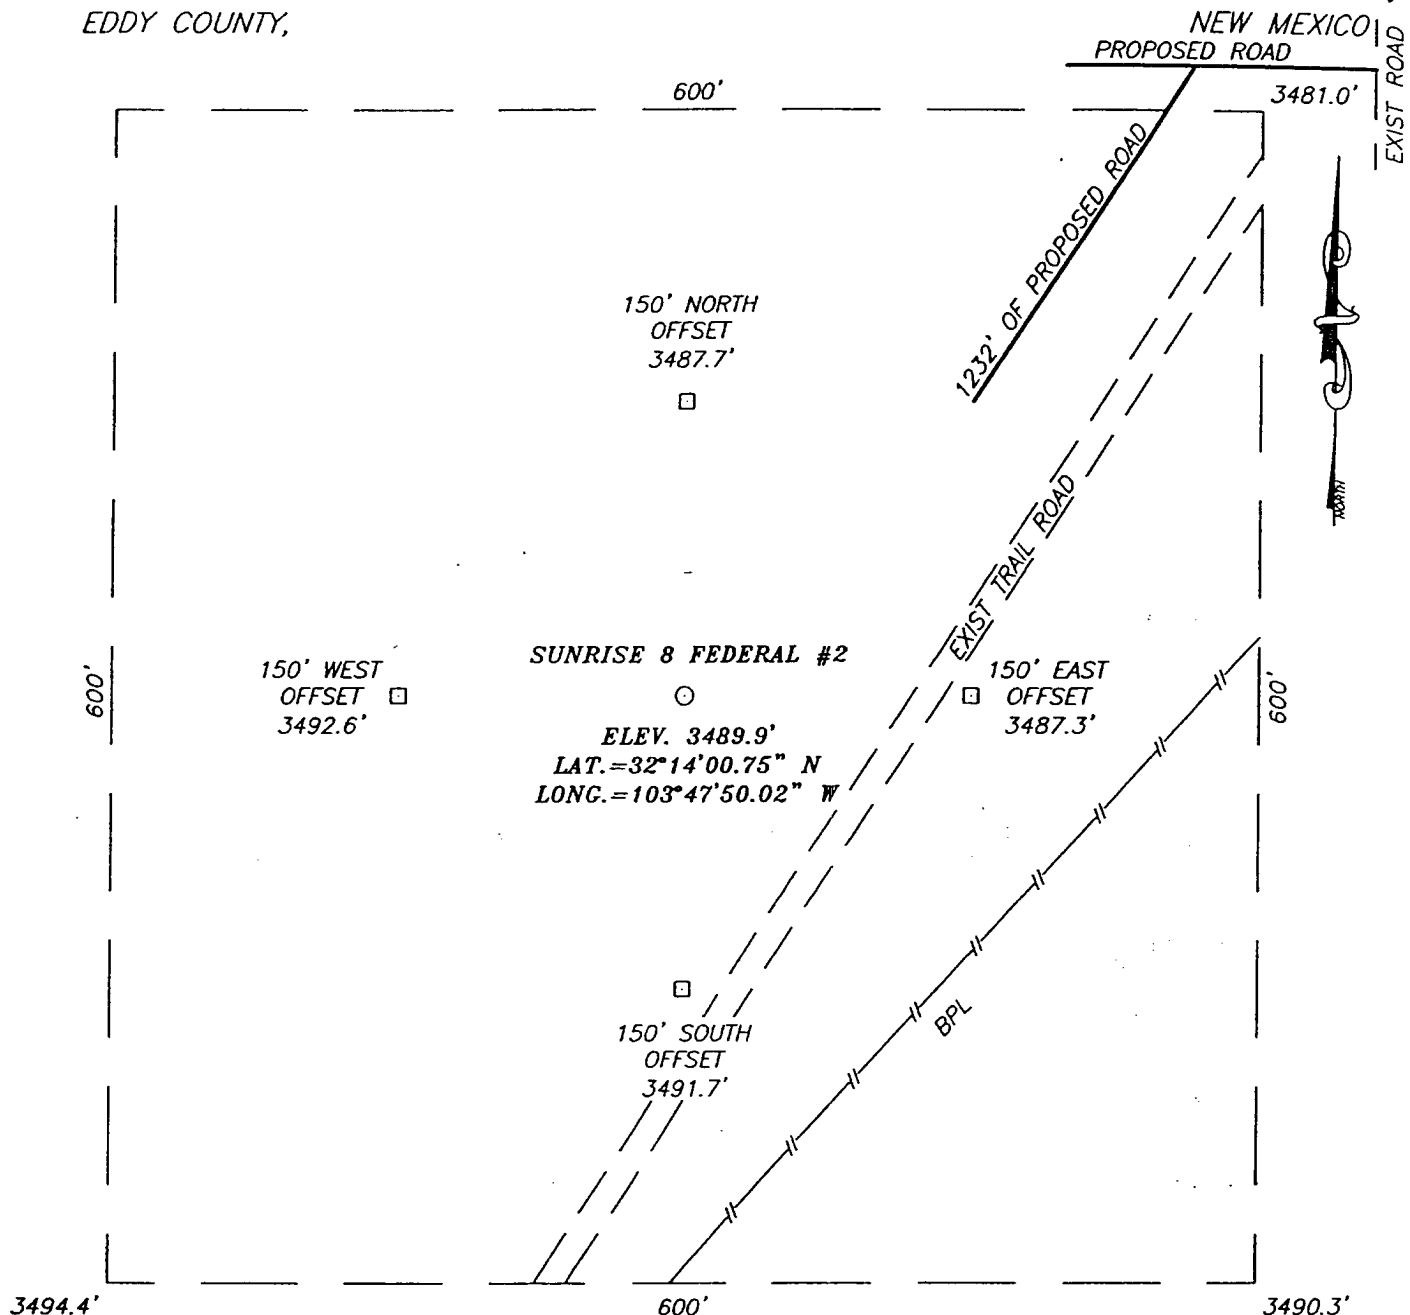 EDDY COUNTY,
NEW MEXICO
PROPOSED ROAD
EXIST ROAD
600'
3481.0'
1232' OF PROPOSED ROAD
150' NORTH
OFFSET
3487.7'
NORTH
EXIST TRAIL ROAD
SUNRISE 8 FEDERAL #2
150' WEST
OFFSET
3492.6'
150' EAST
OFFSET
3487.3'
600'
600'
ELEV. 3489.9'
LAT.=32°14'00.75" N
LONG.=103°47'50.02" W
BPL
150' SOUTH
OFFSET
3491.7'
3494.4'
600'
3490.3'